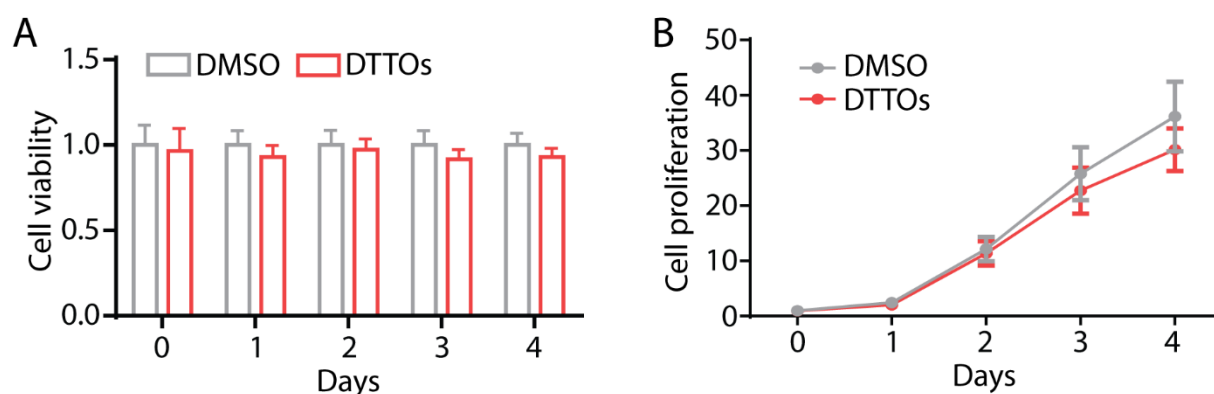 A
DMSO DTTOs
Cell viability
1.5
1.0
0.5
0.0
0 1 2 3 4
Days
B
DMSO
DTTOs
Cell proliferation
50
40
30
20
10
0
0 1 2 3 4
Days